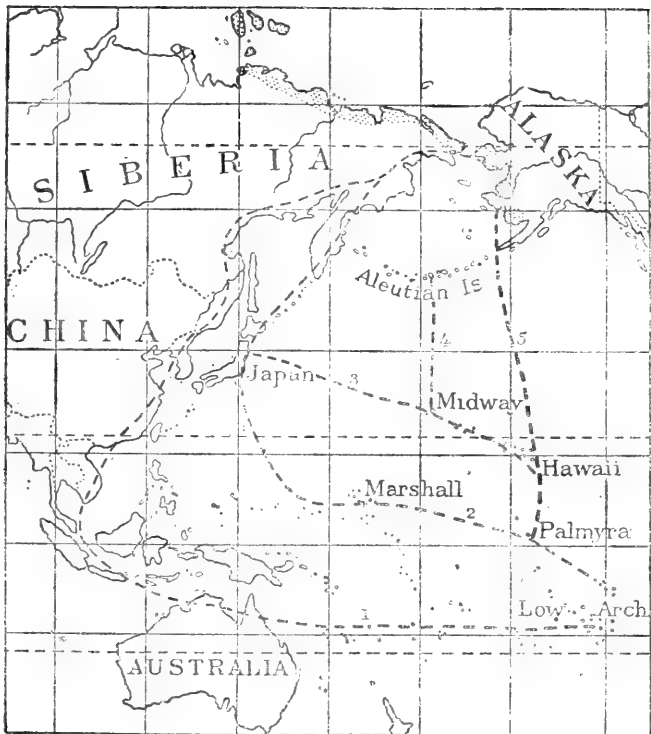 ALASKA
SIBERIA
Aleutian Is
CHINA
4
5
Japan
3
Midway
Hawaii
Marshall
2
Palmyra
1
Low Arch
AUSTRALIA